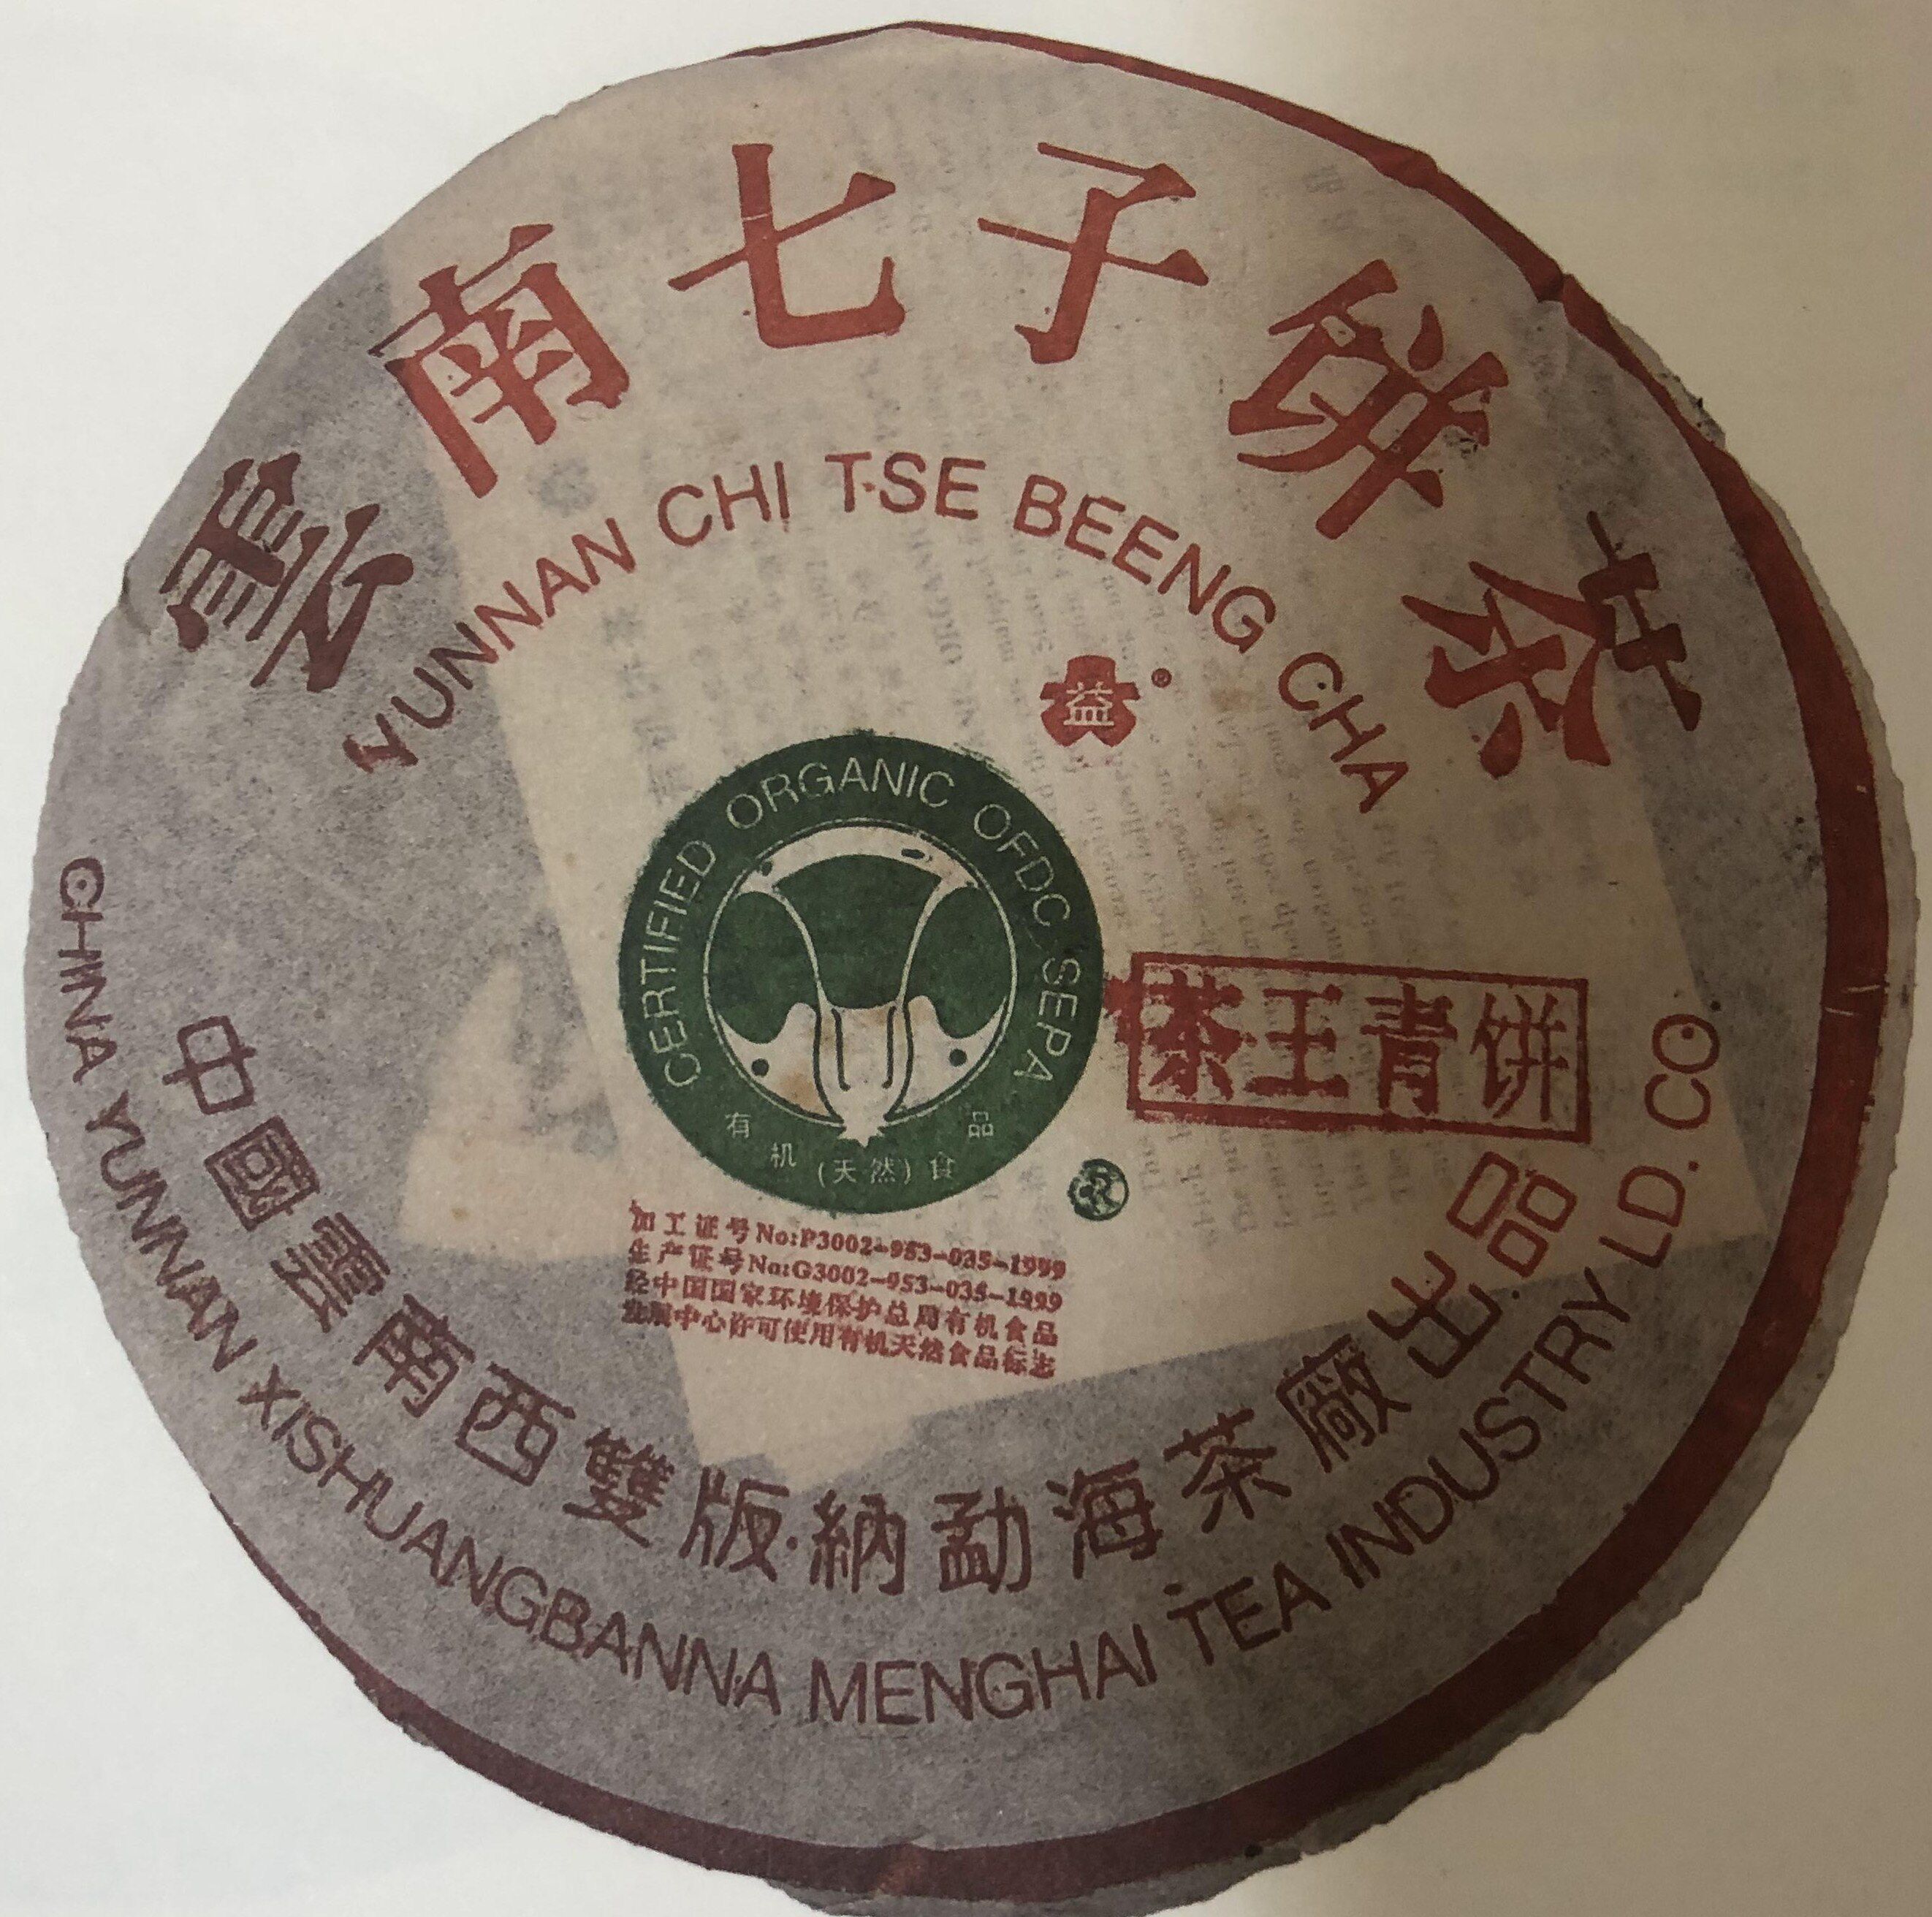 雲南七子餅茶
YUNNAN CHI TSE BEENG CHA
益®
CERTIFIED ORGANIC OFDC SEPA
有机(天然)食品
茶王青饼
®
加工证号No:P3002-953-035-1999
生产证号No:G3002-953-035-1999
经中国国家环境保护总局有机食品
发展中心许可使用有机天然食品标志
中國雲南西雙版納勐海茶廠出品
CHINA YUNNAN XISHUANGBANNA MENGHAI TEA INDUSTRY LD. CO